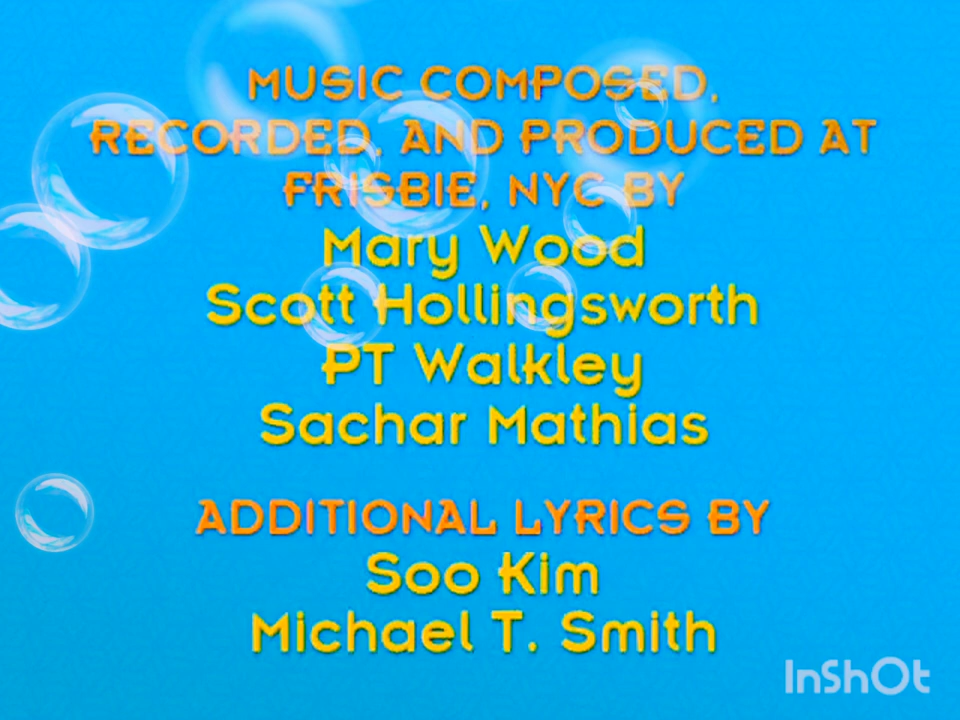 MUSIC COMPOSED,
RECORDED, AND PRODUCED AT
FRISBIE, NYC BY
Mary Wood
Scott Hollingsworth
PT Walkley
Sachar Mathias
ADDITIONAL LYRICS BY
Soo Kim
Michael T. Smith
InShOt